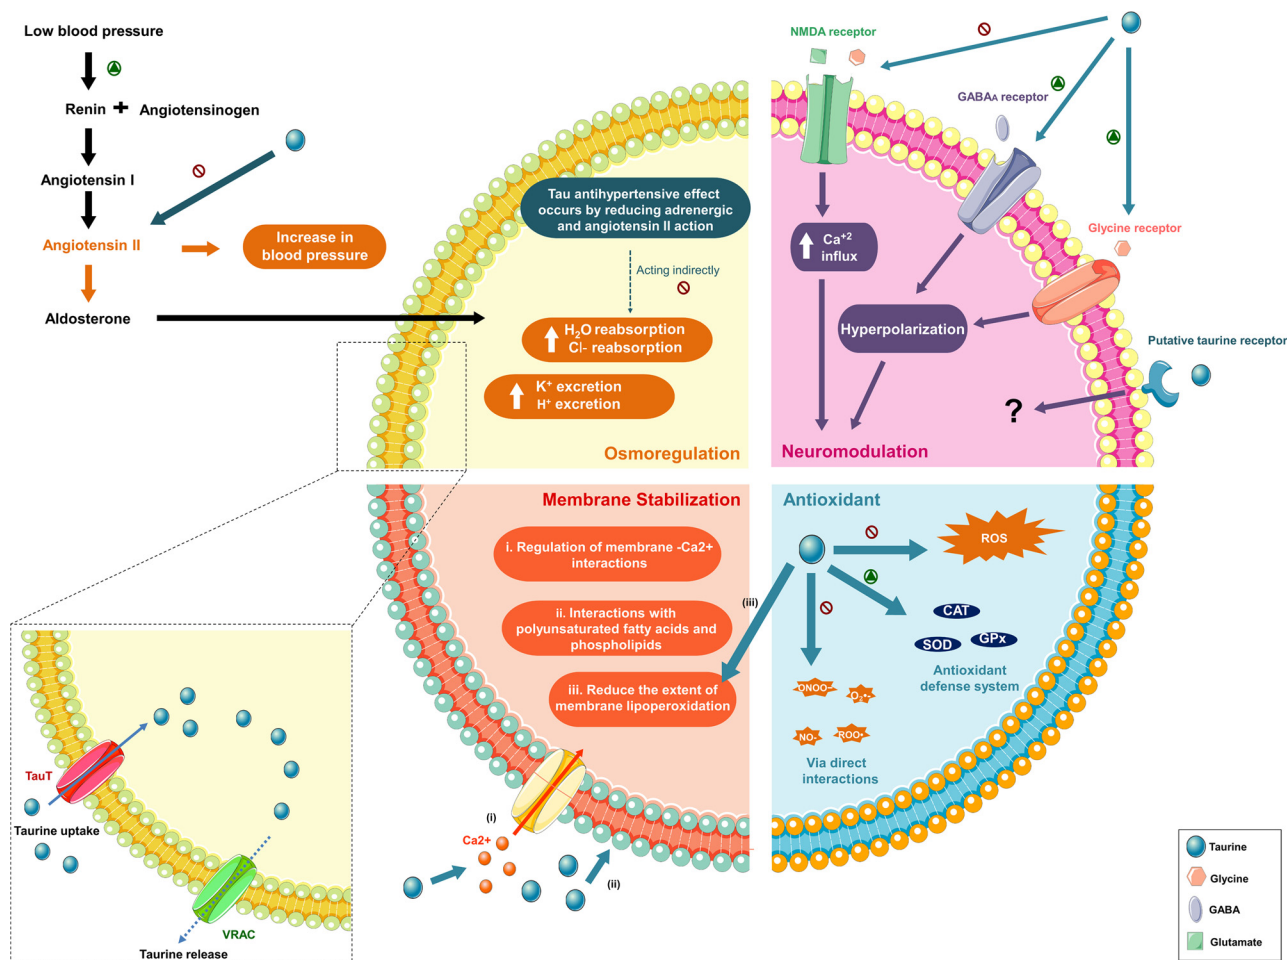 Low blood pressure
Renin + Angiotensinogen
Angiotensin I
Angiotensin II
Increase in
blood pressure
Aldosterone
Tau antihypertensive effect
occurs by reducing adrenergic
and angiotensin II action
Acting indirectly
H2O reabsorption
Cl- reabsorption
K+ excretion
H+ excretion
Osmoregulation
NMDA receptor
GABAA receptor
Glycine receptor
Ca+2
influx
Hyperpolarization
Putative taurine receptor
?
Neuromodulation
Membrane Stabilization
i. Regulation of membrane -Ca2+
interactions
ii. Interactions with
polyunsaturated fatty acids and
phospholipids
iii. Reduce the extent of
membrane lipoperoxidation
(iii)
(i)
Ca2+
(ii)
Antioxidant
ROS
CAT
SOD
GPx
Antioxidant
defense system
ONOO-
O2•-
NO-
ROO•
Via direct
interactions
TauT
Taurine uptake
VRAC
Taurine release
Taurine
Glycine
GABA
Glutamate